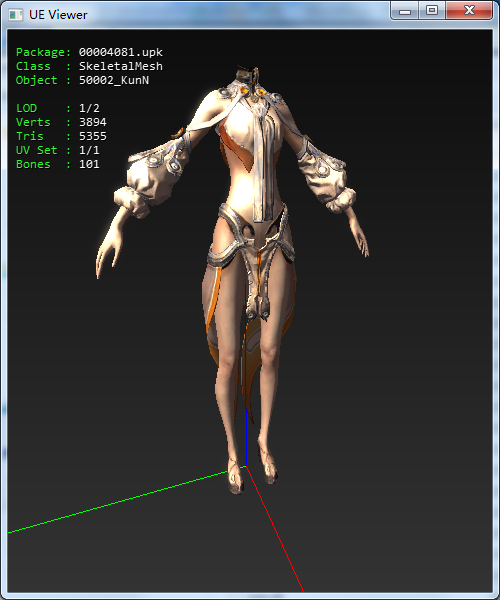 UE Viewer
Package: 00004081.upk
Class : SkeletalMesh
Object : 50002_KunN
LOD : 1/2
Verts : 3894
Tris : 5355
UV Set : 1/1
Bones : 101